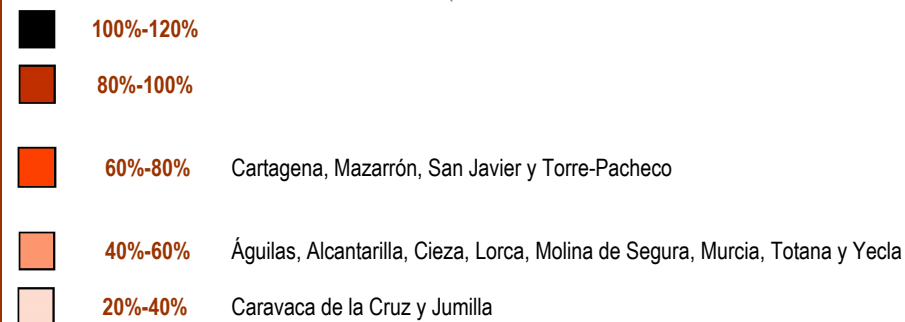 100%-120%
80%-100%
60%-80% Cartagena, Mazarrón, San Javier y Torre-Pacheco
40%-60% Águilas, Alcantarilla, Cieza, Lorca, Molina de Segura, Murcia, Totana y Yecla
20%-40% Caravaca de la Cruz y Jumilla